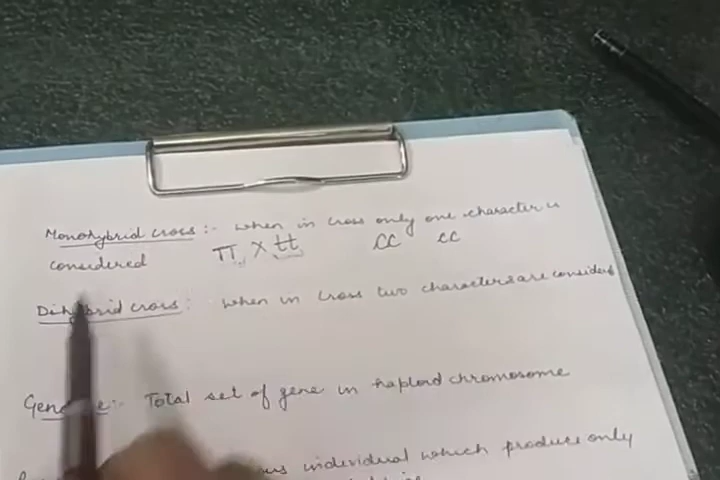 Monohybrid cross :- when in cross only one character is
considered TT X tt CC cc
Dihybrid cross : when in cross two characters are considered
Genome :- Total set of gene in haploid chromosome
individual which produce only